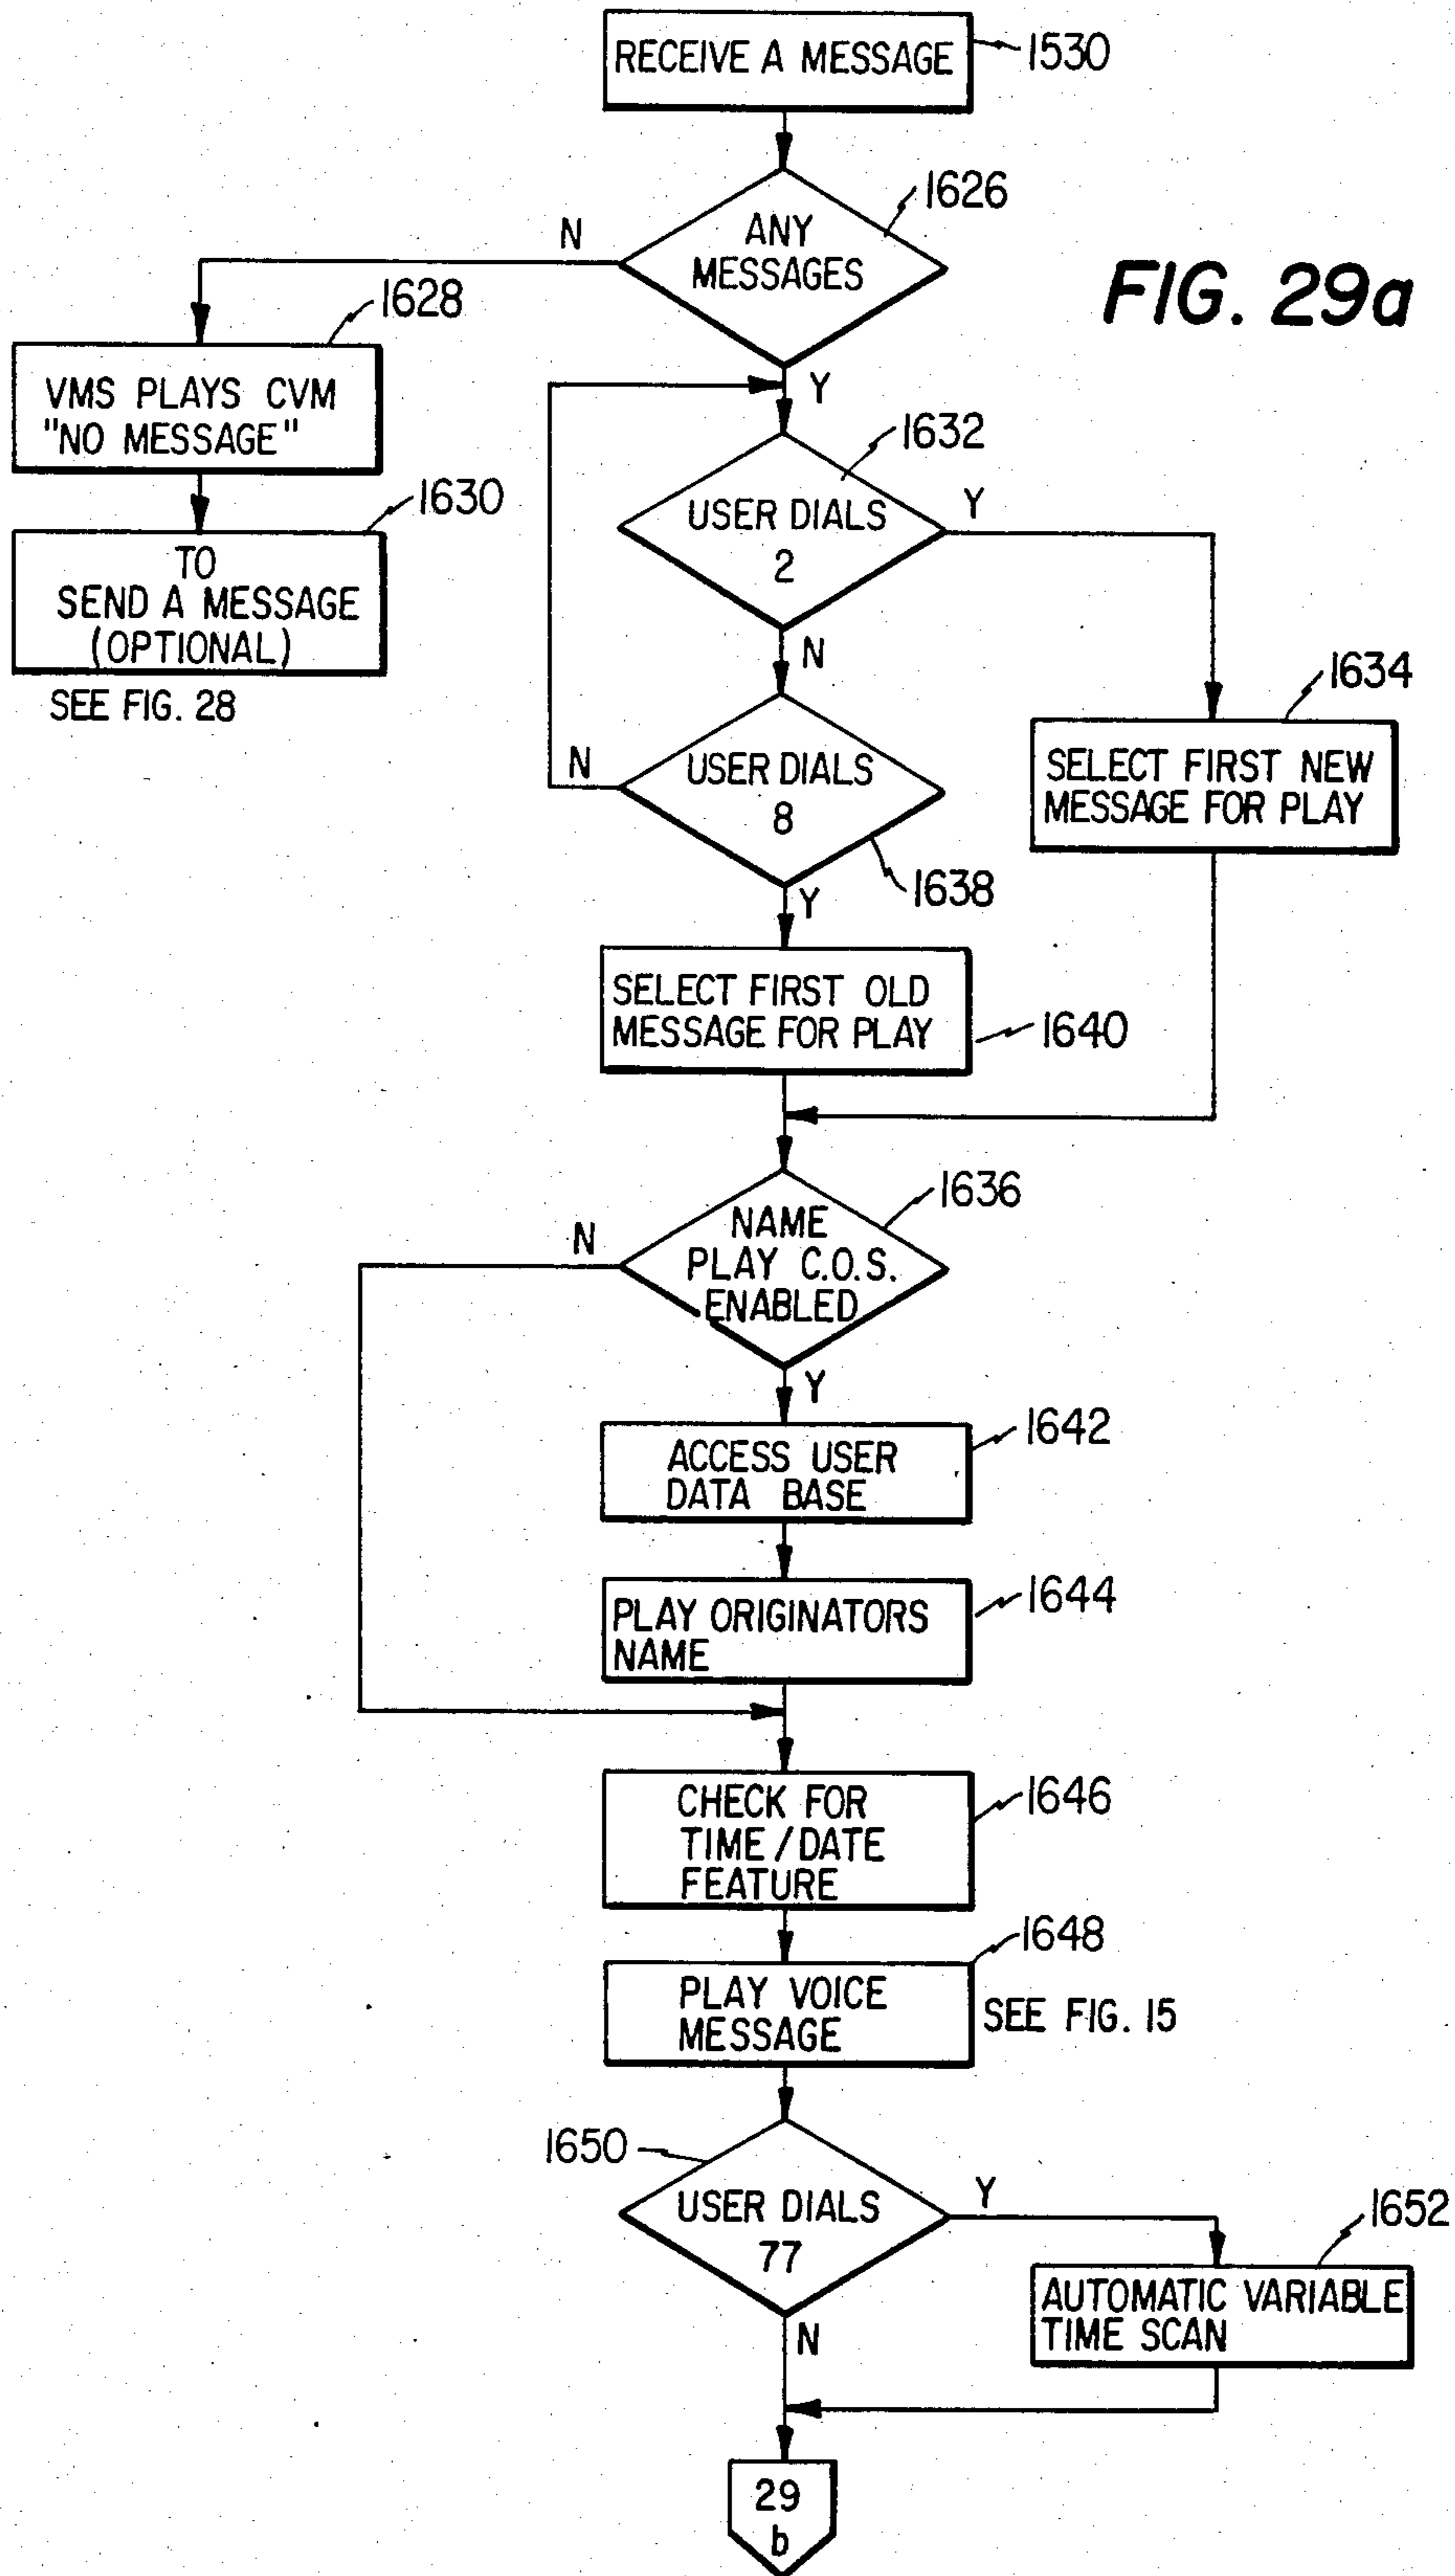 RECEIVE A MESSAGE
1530
ANY
MESSAGES
1626
N
Y
FIG. 29a
1628
VMS PLAYS CVM
"NO MESSAGE"
1630
TO
SEND A MESSAGE
(OPTIONAL)
SEE FIG. 28
1632
USER DIALS
2
Y
N
1634
SELECT FIRST NEW
MESSAGE FOR PLAY
USER DIALS
8
N
1638
Y
SELECT FIRST OLD
MESSAGE FOR PLAY
1640
1636
NAME
PLAY C.O.S.
ENABLED
N
Y
1642
ACCESS USER
DATA BASE
1644
PLAY ORIGINATORS
NAME
1646
CHECK FOR
TIME/DATE
FEATURE
1648
PLAY VOICE
MESSAGE
SEE FIG. 15
1650
USER DIALS
77
Y
N
1652
AUTOMATIC VARIABLE
TIME SCAN
29
b